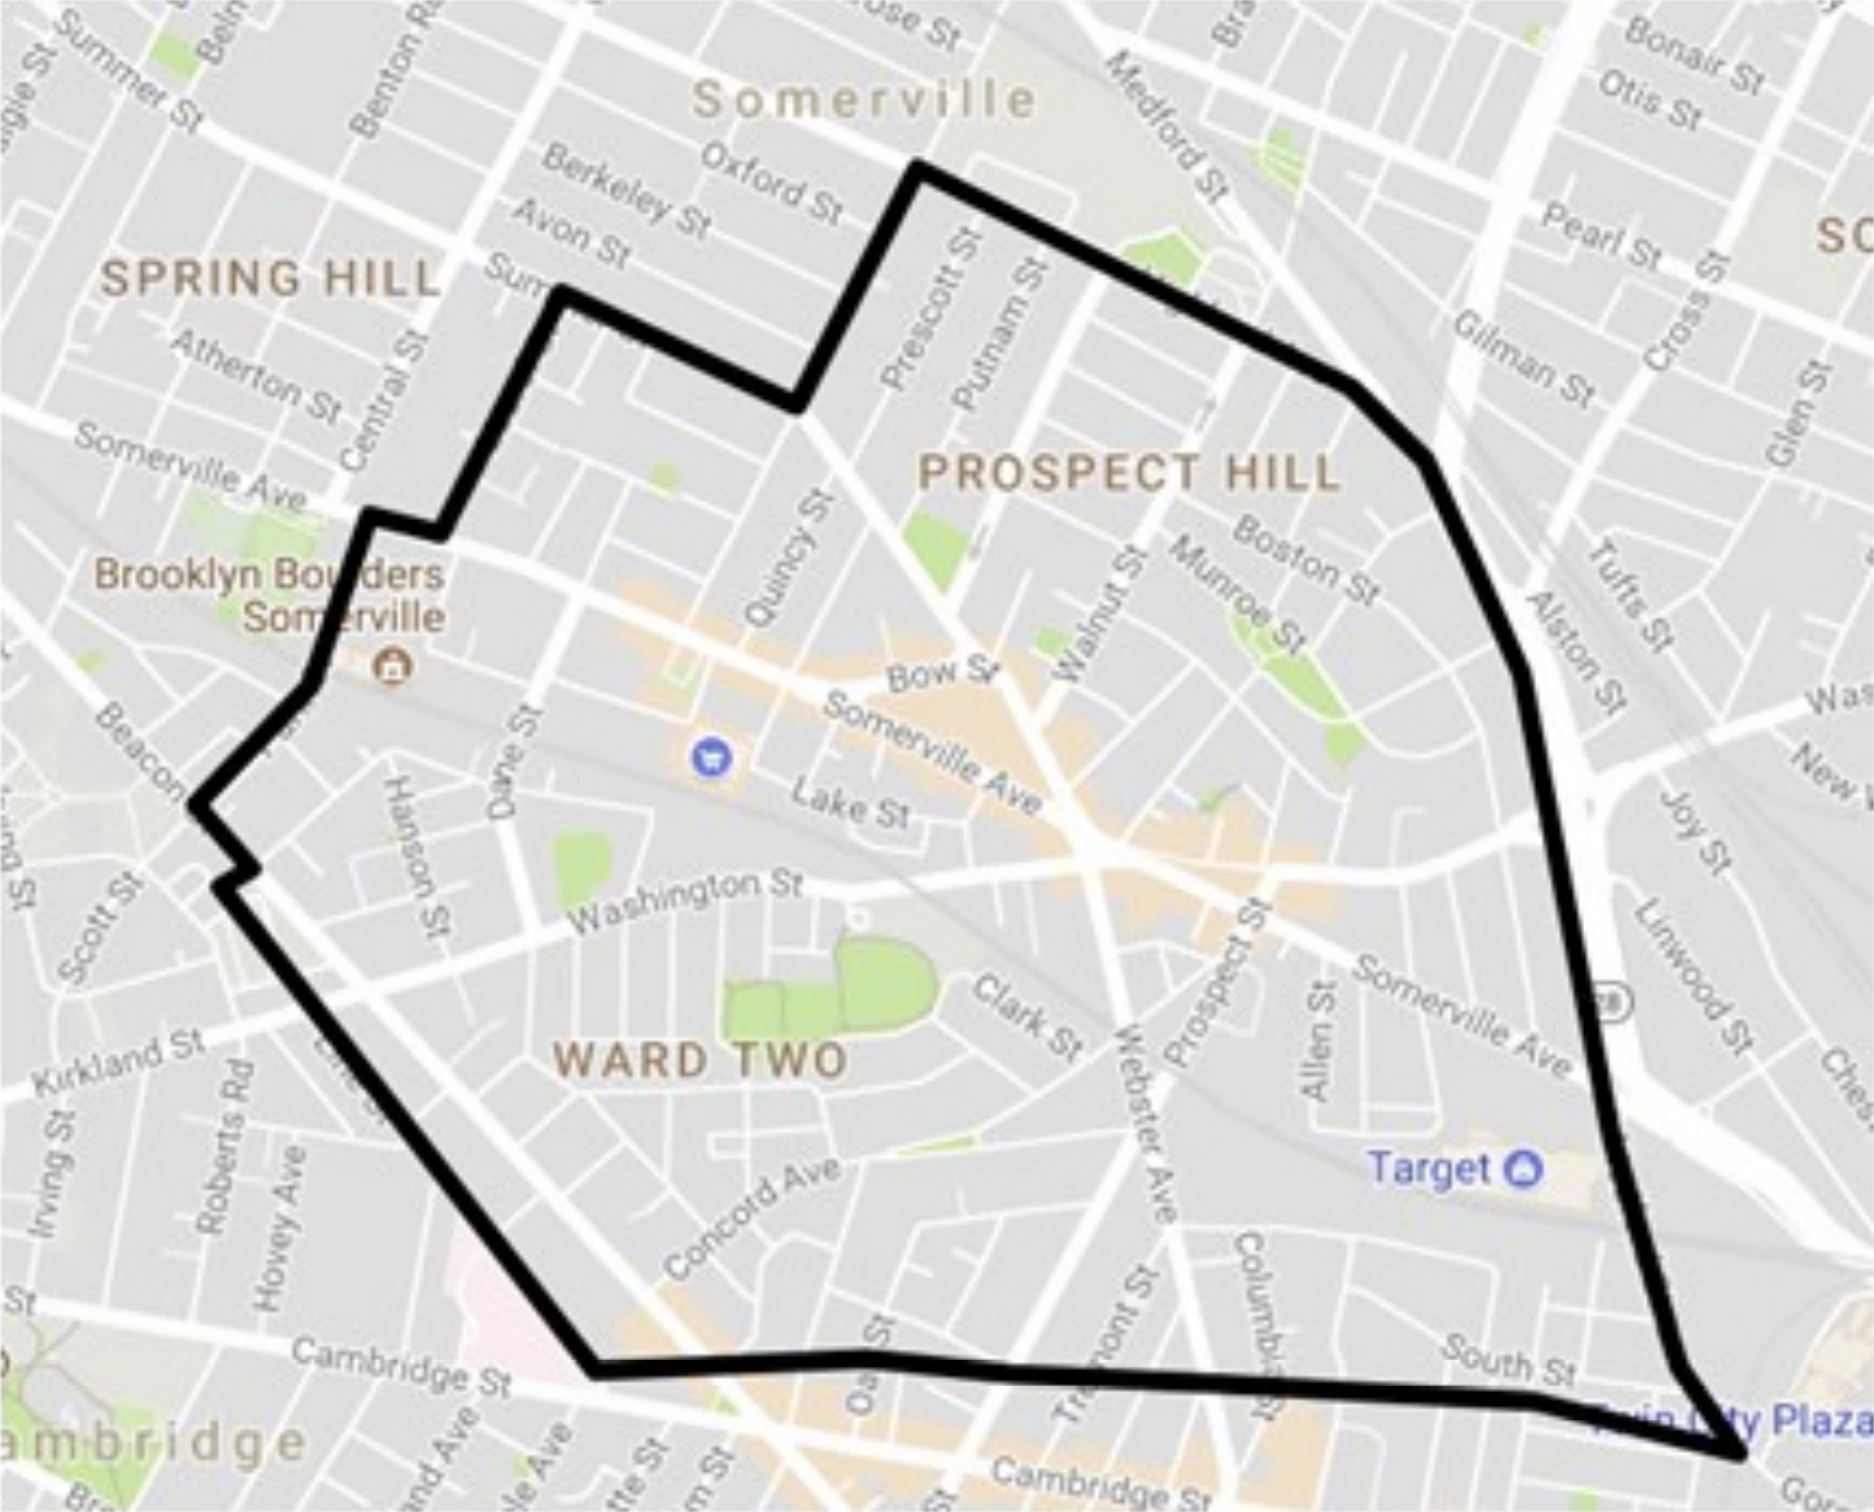 Summer St
Benton Rd
Medford St
Bonair St
Otis St
Somerville
Oxford St
Berkeley St
Avon St
Pearl St
SPRING HILL
Prescott St
Putnam St
Cross St
Gilman St
Atherton St
Central St
Glen St
Somerville Ave
PROSPECT HILL
Quincy St
Boston St
Munroe St
Walnut St
Brooklyn Boulders
Somerville
Tufts St
Alston St
Bow St
Beacon
Dane St
Somerville Ave
Hanson St
Lake St
Joy St
Washington St
Scott St
Linwood St
Prospect St
Clark St
Somerville Ave
28
Allen St
Kirkland St
WARD TWO
Webster Ave
Irving St
Roberts Rd
Hovey Ave
Target
Concord Ave
Tremont St
South St
Cambridge St
Twin City Plaza
ambridge
Cambridge St